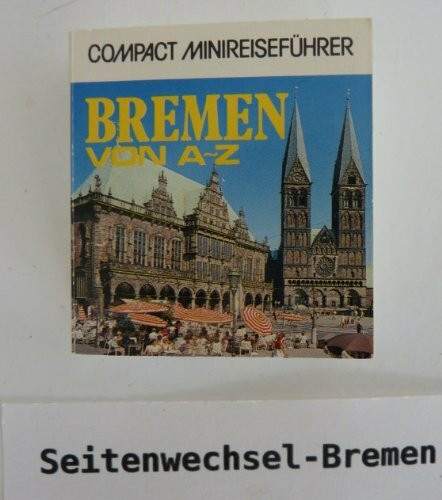 COMPACT MINIREISEFÜHRER
BREMEN
VON A-Z
Seitenwechsel-Bremen